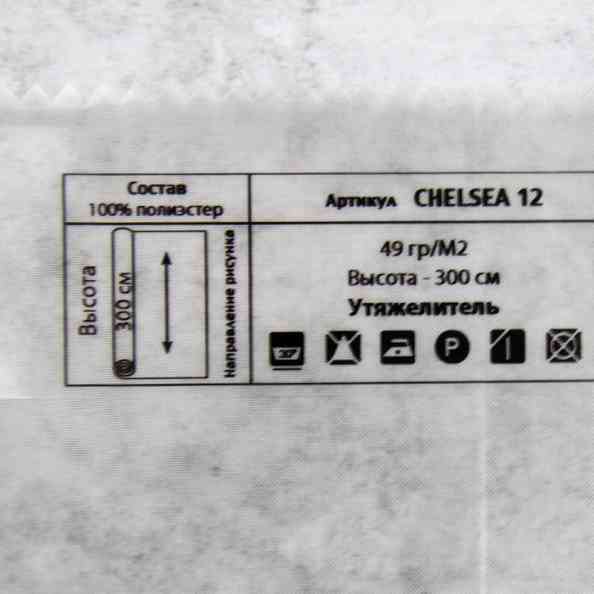 Состав
100% полиэстер
Артикул CHELSEA 12
Высота
300 см
Направление рисунка
49 гр/М2
Высота - 300 см
Утяжелитель
30°
P